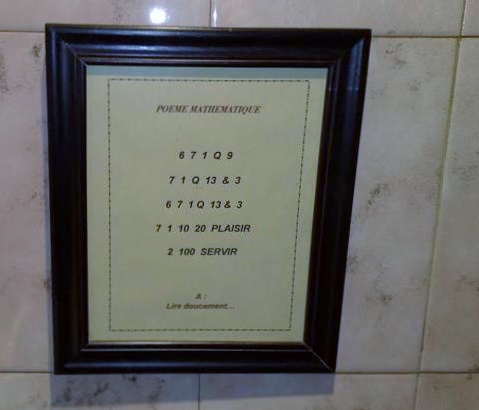 POEME MATHEMATIQUE
6 7 1 Q 9
7 1 Q 13 & 3
6 7 1 Q 13 & 3
7 1 10 20 PLAISIR
2 100 SERVIR
A :
Lire doucement...